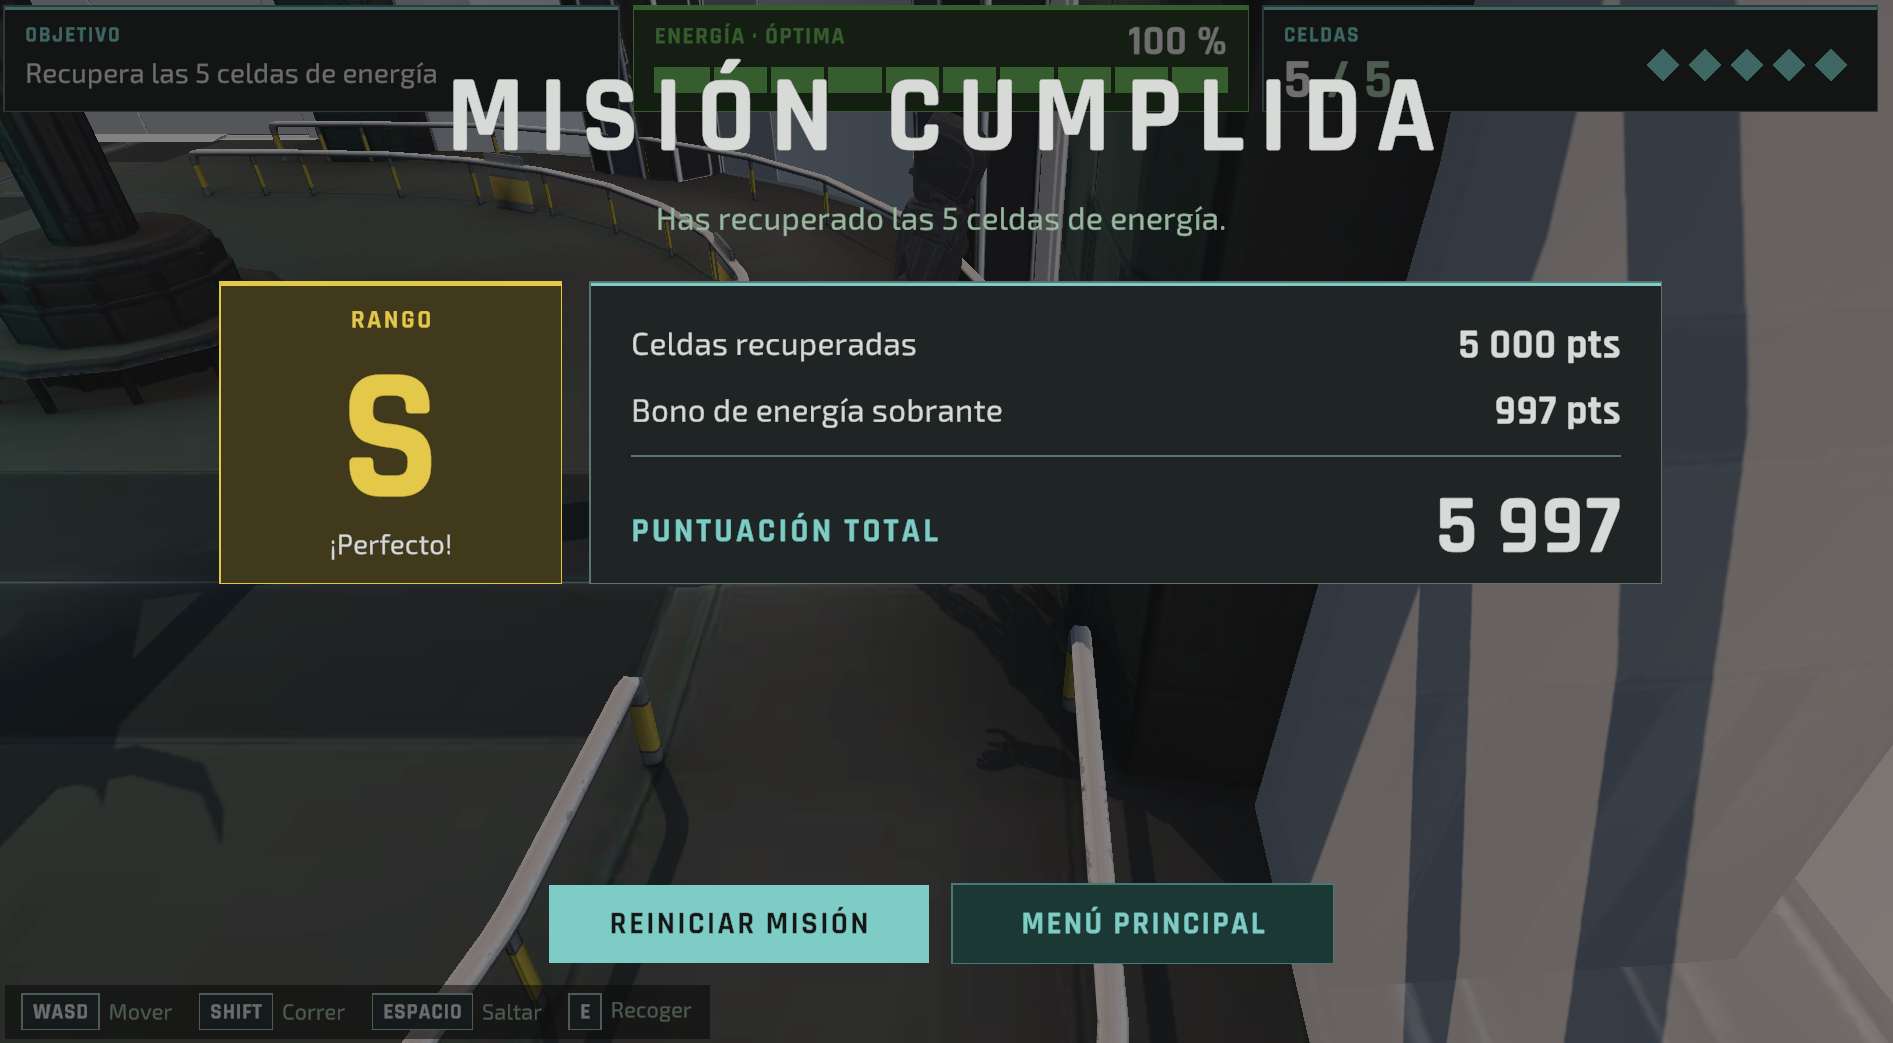 OBJETIVO
Recupera las 5 celdas de energía
ENERGÍA · ÓPTIMA
100 %
CELDAS
5 / 5
MISIÓN CUMPLIDA
Has recuperado las 5 celdas de energía.
RANGO
S
¡Perfecto!
Celdas recuperadas
5 000 pts
Bono de energía sobrante
997 pts
PUNTUACIÓN TOTAL
5 997
REINICIAR MISIÓN
MENÚ PRINCIPAL
WASD Mover SHIFT Correr ESPACIO Saltar E Recoger